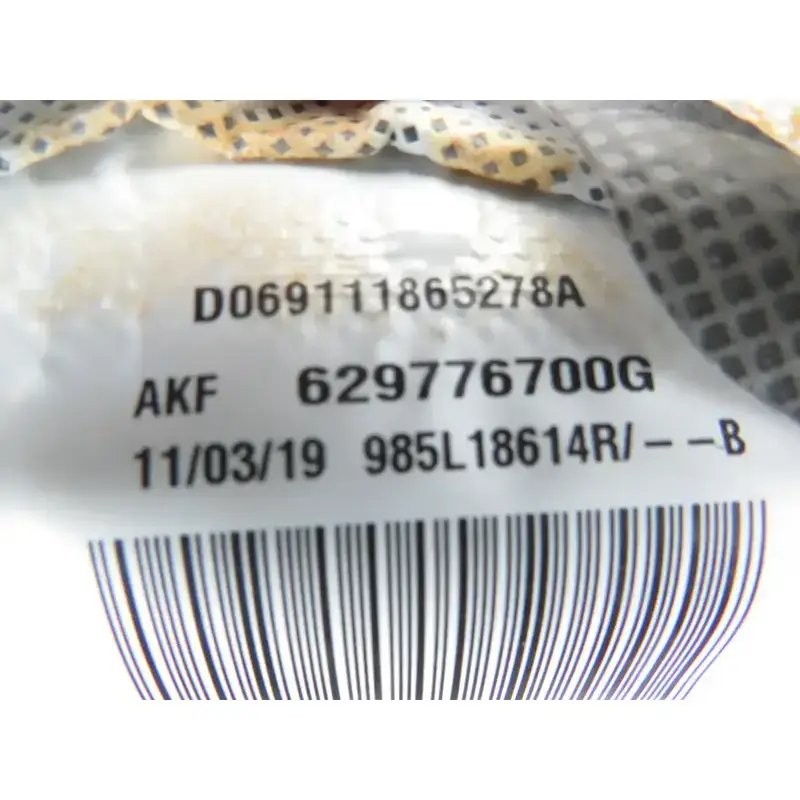 D069111865278A
AKF 629776700G
11/03/19 985L18614R/---B